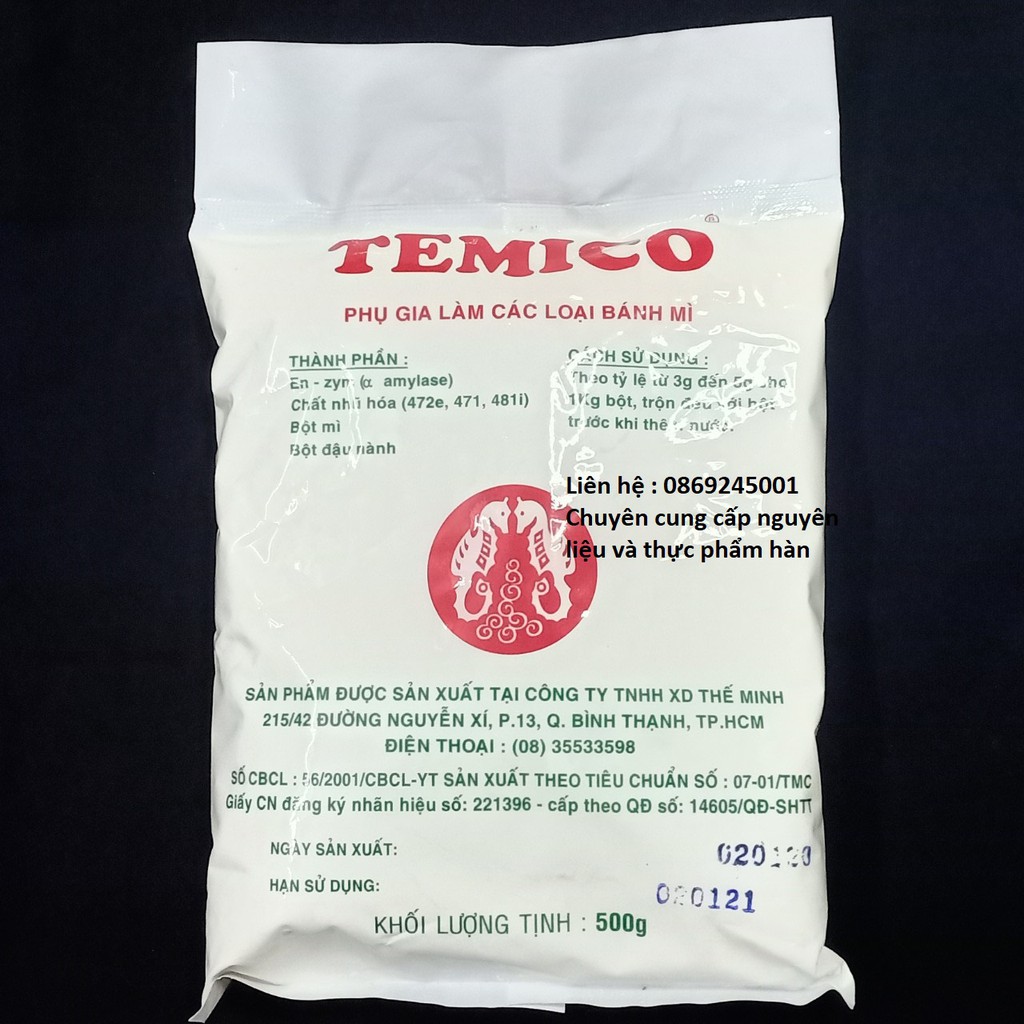 TEMICO ®
PHỤ GIA LÀM CÁC LOẠI BÁNH MÌ
THÀNH PHẦN :
En - zym (α amylase)
Chất nhũ hóa (472e, 471, 481i)
Bột mì
Bột đậu nành
CÁCH SỬ DỤNG :
Theo tỷ lệ từ 3g đến 5g cho
1Kg bột, trộn đều với bột
trước khi thêm nước.
Liên hệ : 0869245001
Chuyên cung cấp nguyên
liệu và thực phẩm hàn
SẢN PHẨM ĐƯỢC SẢN XUẤT TẠI CÔNG TY TNHH XD THẾ MINH
215/42 ĐƯỜNG NGUYỄN XÍ, P.13, Q. BÌNH THẠNH, TP.HCM
ĐIỆN THOẠI : (08) 35533598
SỐ CBCL : 56/2001/CBCL-YT SẢN XUẤT THEO TIÊU CHUẨN SỐ : 07-01/TMC
Giấy CN đăng ký nhãn hiệu số: 221396 - cấp theo QĐ số: 14605/QĐ-SHTT
NGÀY SẢN XUẤT: 020120
HẠN SỬ DỤNG: 020121
KHỐI LƯỢNG TỊNH : 500g